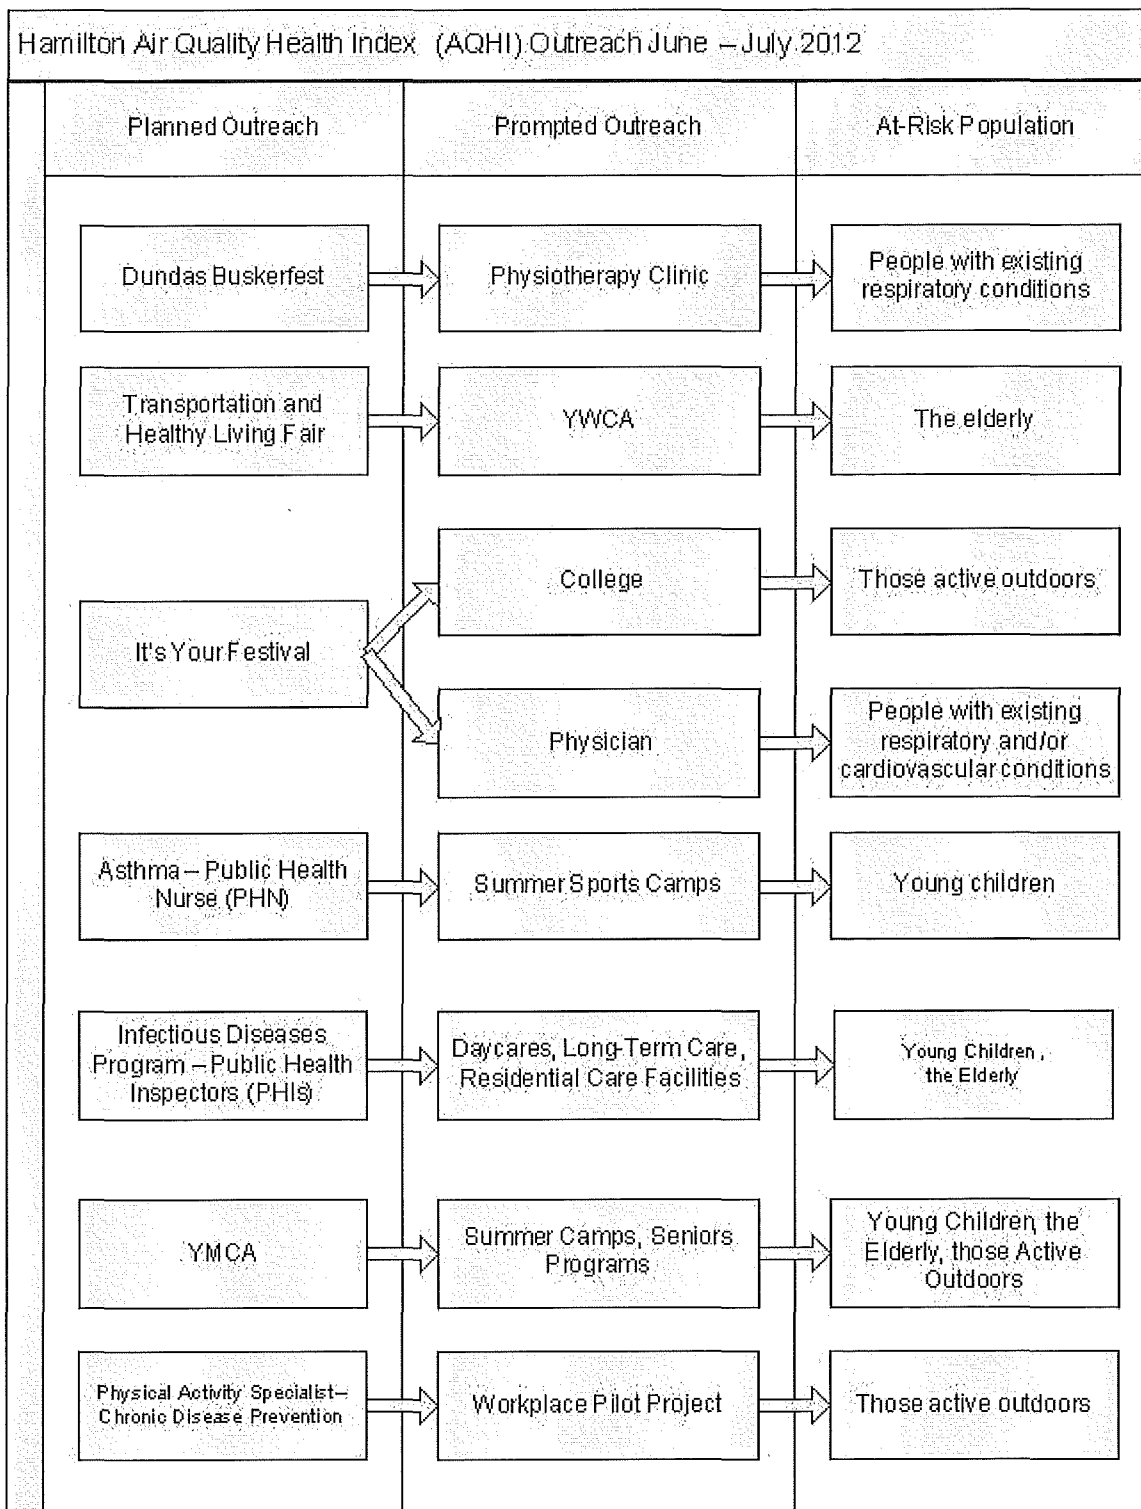 Hamilton Air Quality Health Index (AQHI) Outreach June – July 2012
Planned Outreach
Prompted Outreach
At-Risk Population
Dundas Buskerfest
Physiotherapy Clinic
People with existing
respiratory conditions
Transportation and
Healthy Living Fair
YWCA
The elderly
It's Your Festival
College
Those active outdoors
Physician
People with existing
respiratory and/or
cardiovascular conditions
Asthma – Public Health
Nurse (PHN)
Summer Sports Camps
Young children
Infectious Diseases
Program – Public Health
Inspectors (PHIs)
Daycares, Long-Term Care,
Residential Care Facilities
Young Children ,
the Elderly
YMCA
Summer Camps, Seniors
Programs
Young Children, the
Elderly, those Active
Outdoors
Physical Activity Specialist–
Chronic Disease Prevention
Workplace Pilot Project
Those active outdoors